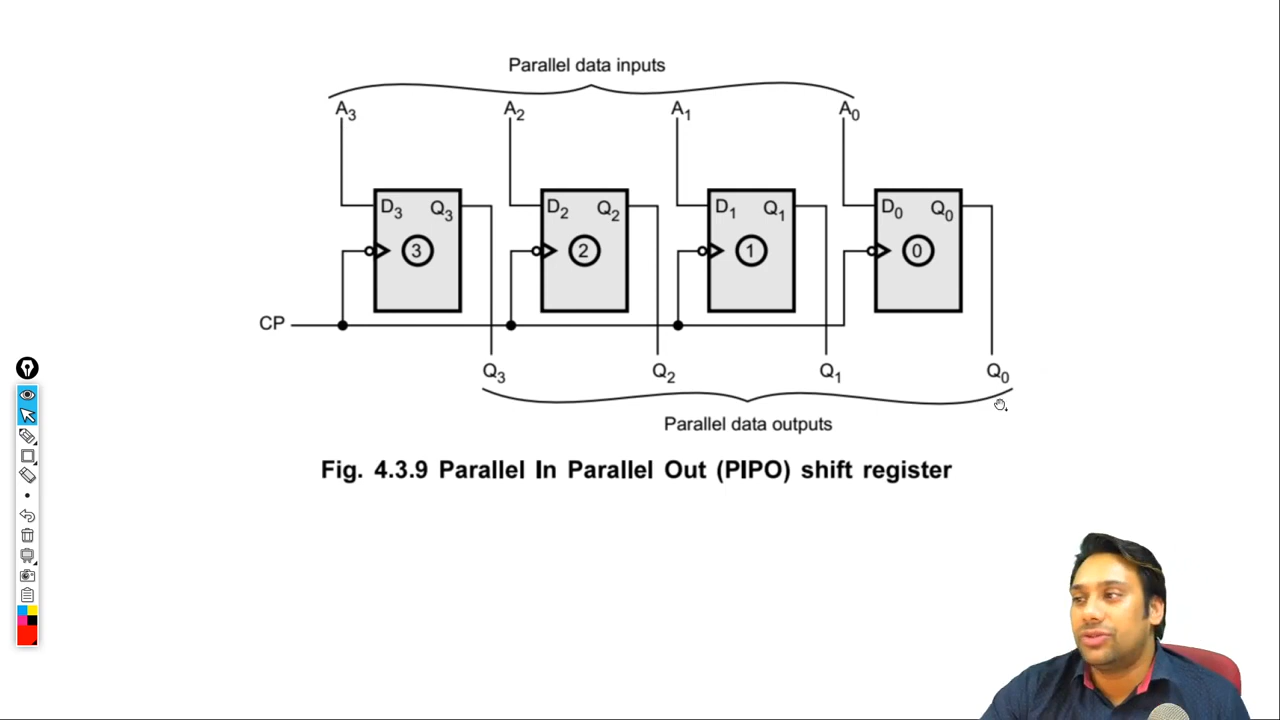 Parallel data inputs
A3 A2 A1 A0
D3 Q3 D2 Q2 D1 Q1 D0 Q0
3 2 1 0
CP
Q3 Q2 Q1 Q0
Parallel data outputs
Fig. 4.3.9 Parallel In Parallel Out (PIPO) shift register